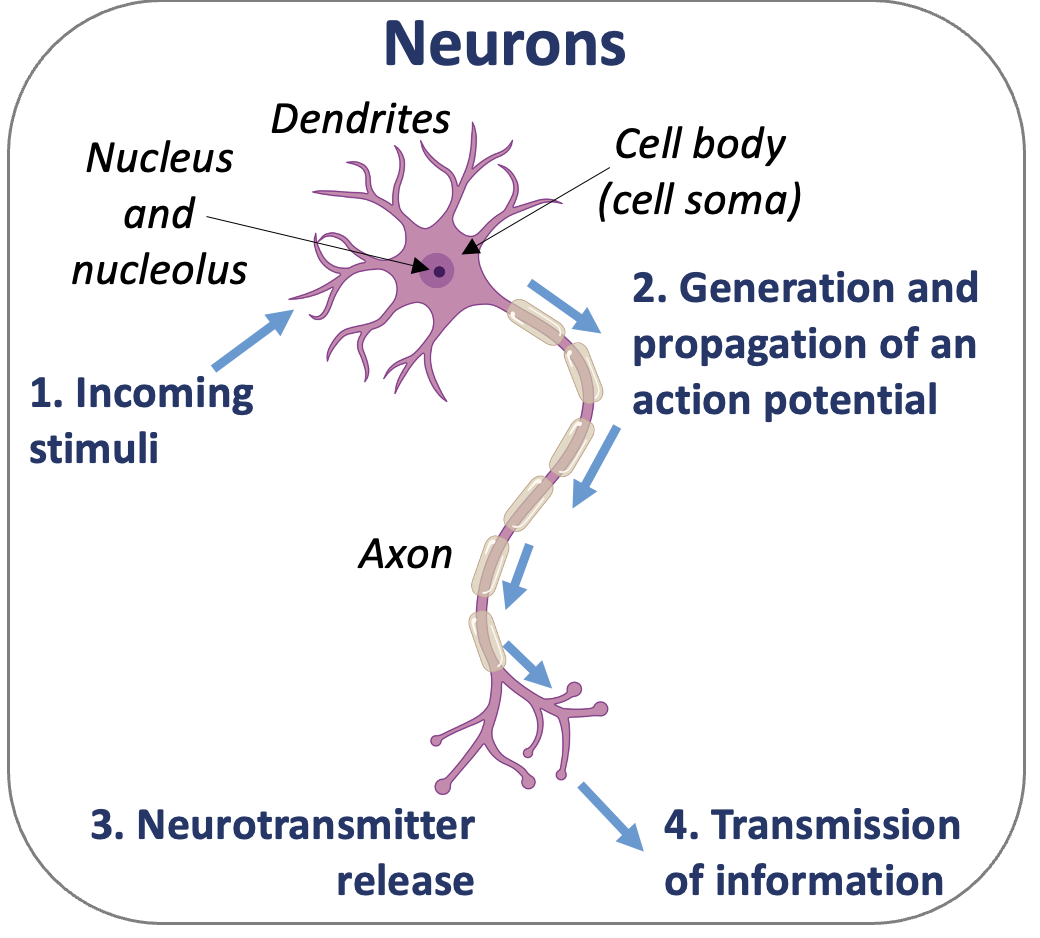 Neurons
Dendrites
Nucleus
and
nucleolus
Cell body
(cell soma)
1. Incoming
stimuli
2. Generation and
propagation of an
action potential
Axon
3. Neurotransmitter
release
4. Transmission
of information